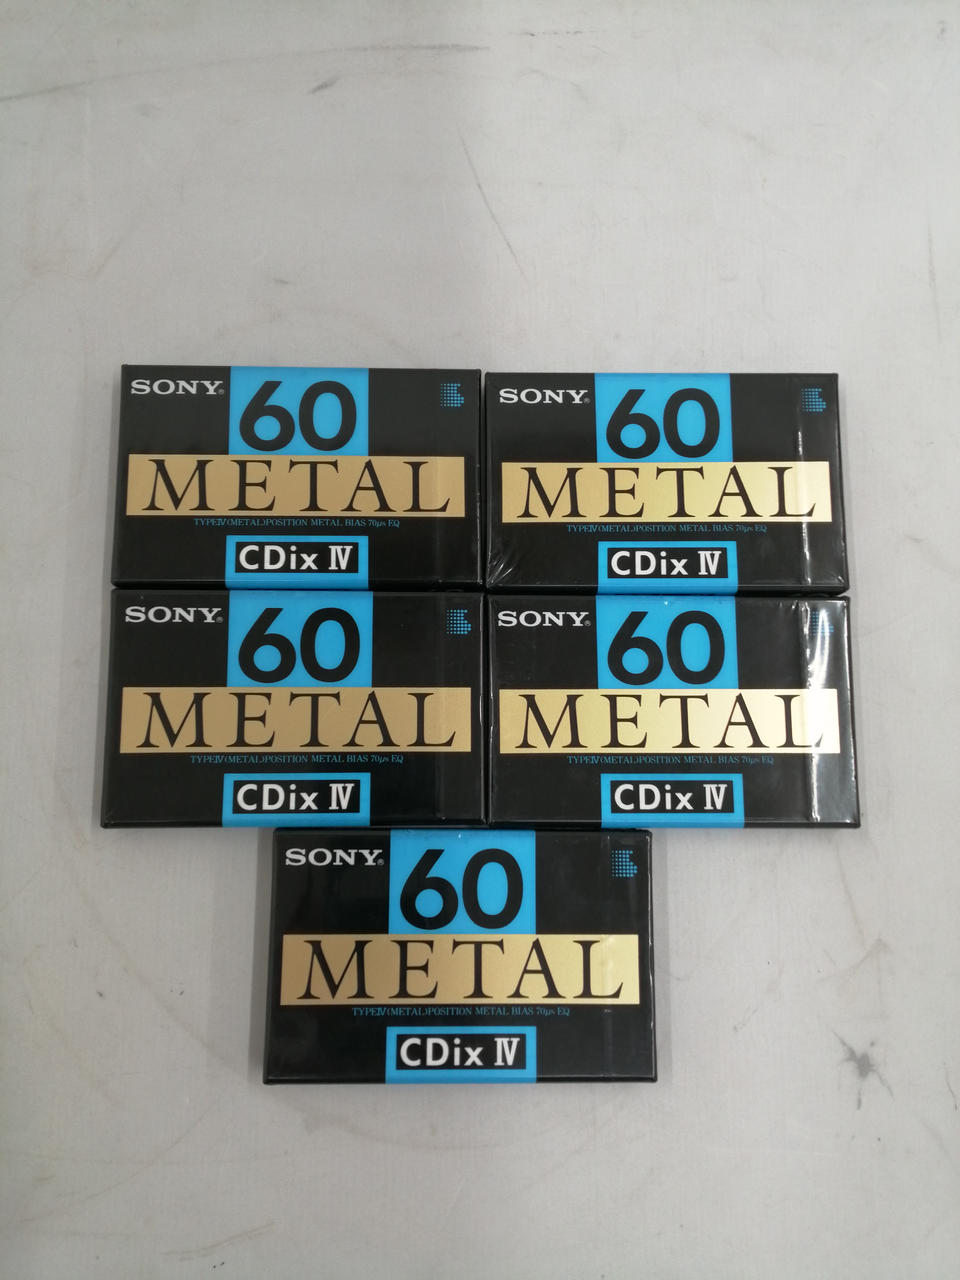 SONY® 60
METAL
TYPEⅣ(METAL)POSITION METAL BIAS 70μs EQ
CDix Ⅳ
SONY® 60
METAL
TYPEⅣ(METAL)POSITION METAL BIAS 70μs EQ
CDix Ⅳ
SONY® 60
METAL
TYPEⅣ(METAL)POSITION METAL BIAS 70μs EQ
CDix Ⅳ
SONY® 60
METAL
TYPEⅣ(METAL)POSITION METAL BIAS 70μs EQ
CDix Ⅳ
SONY® 60
METAL
TYPEⅣ(METAL)POSITION METAL BIAS 70μs EQ
CDix Ⅳ